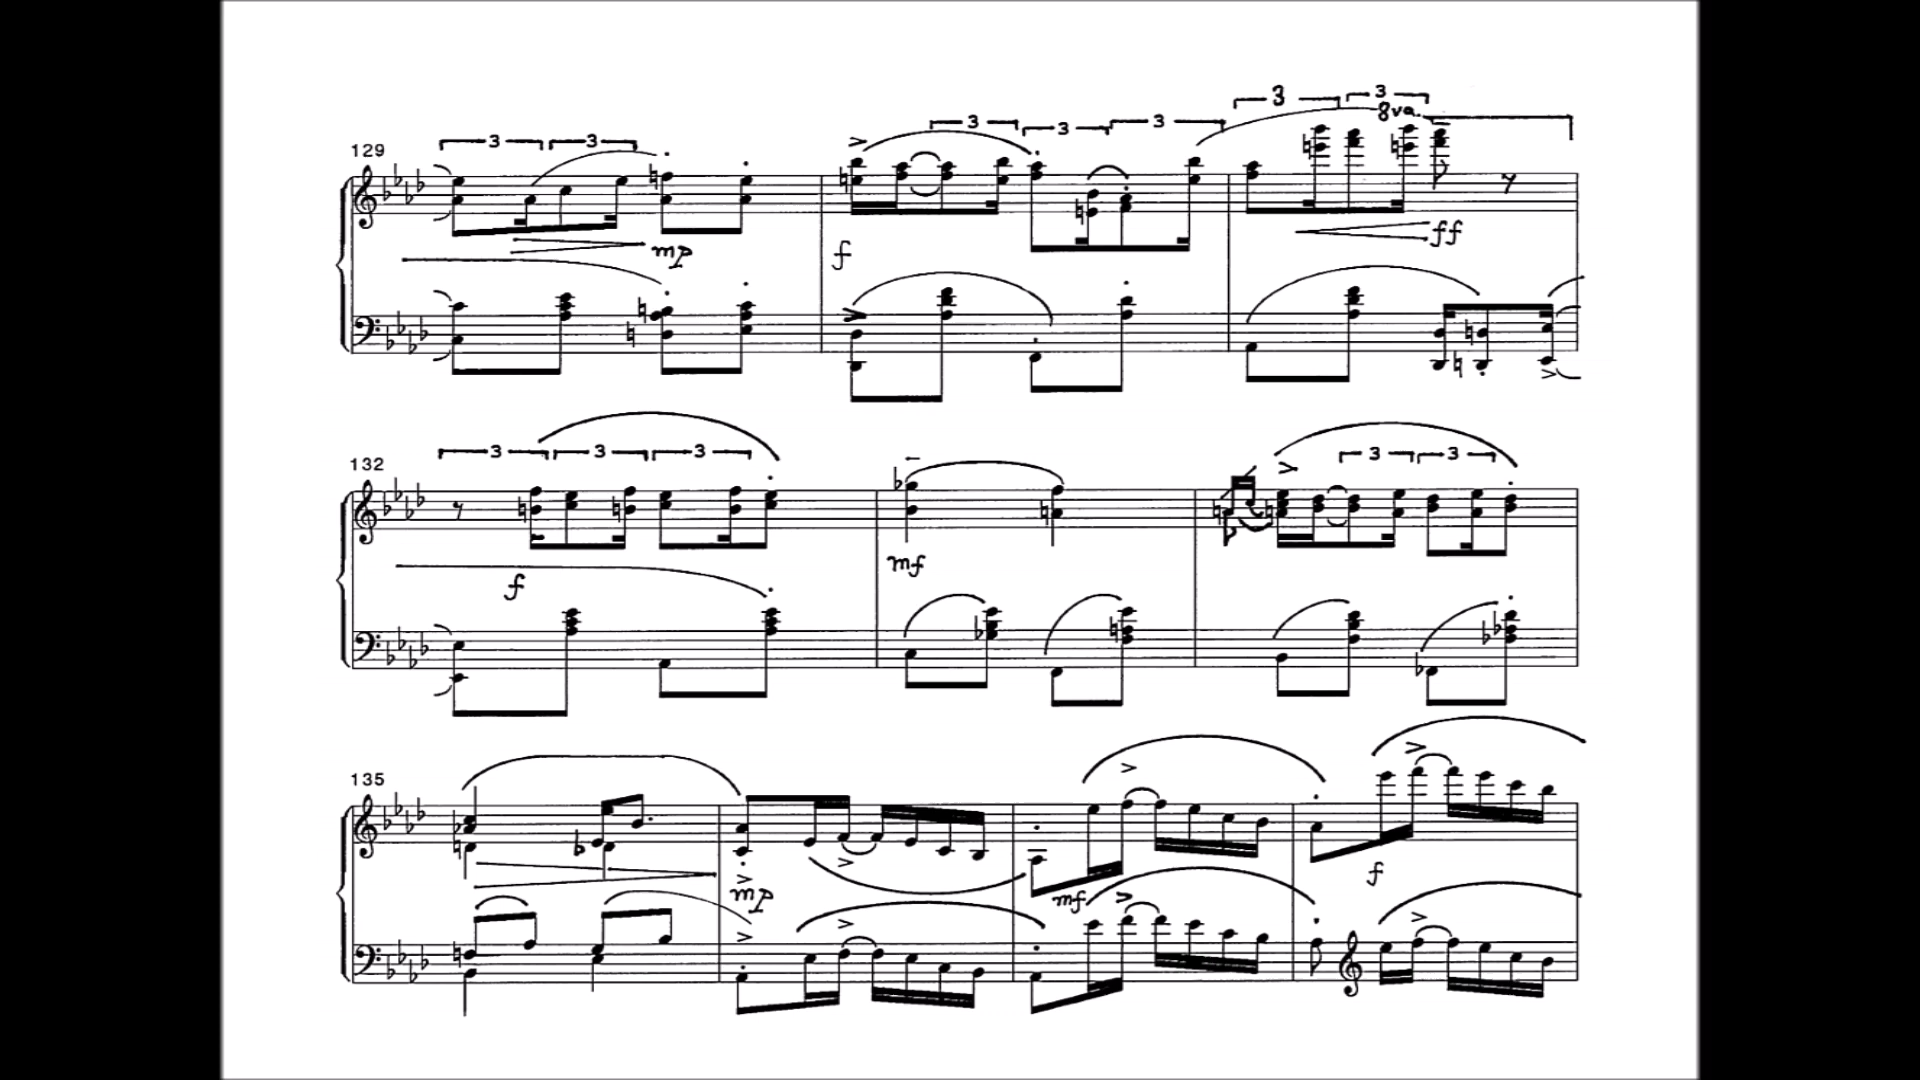 3 3 3 3 3 3 3 8va
129
mp f ff
3 3 3 3 3
132
f mf
135
mp mf f